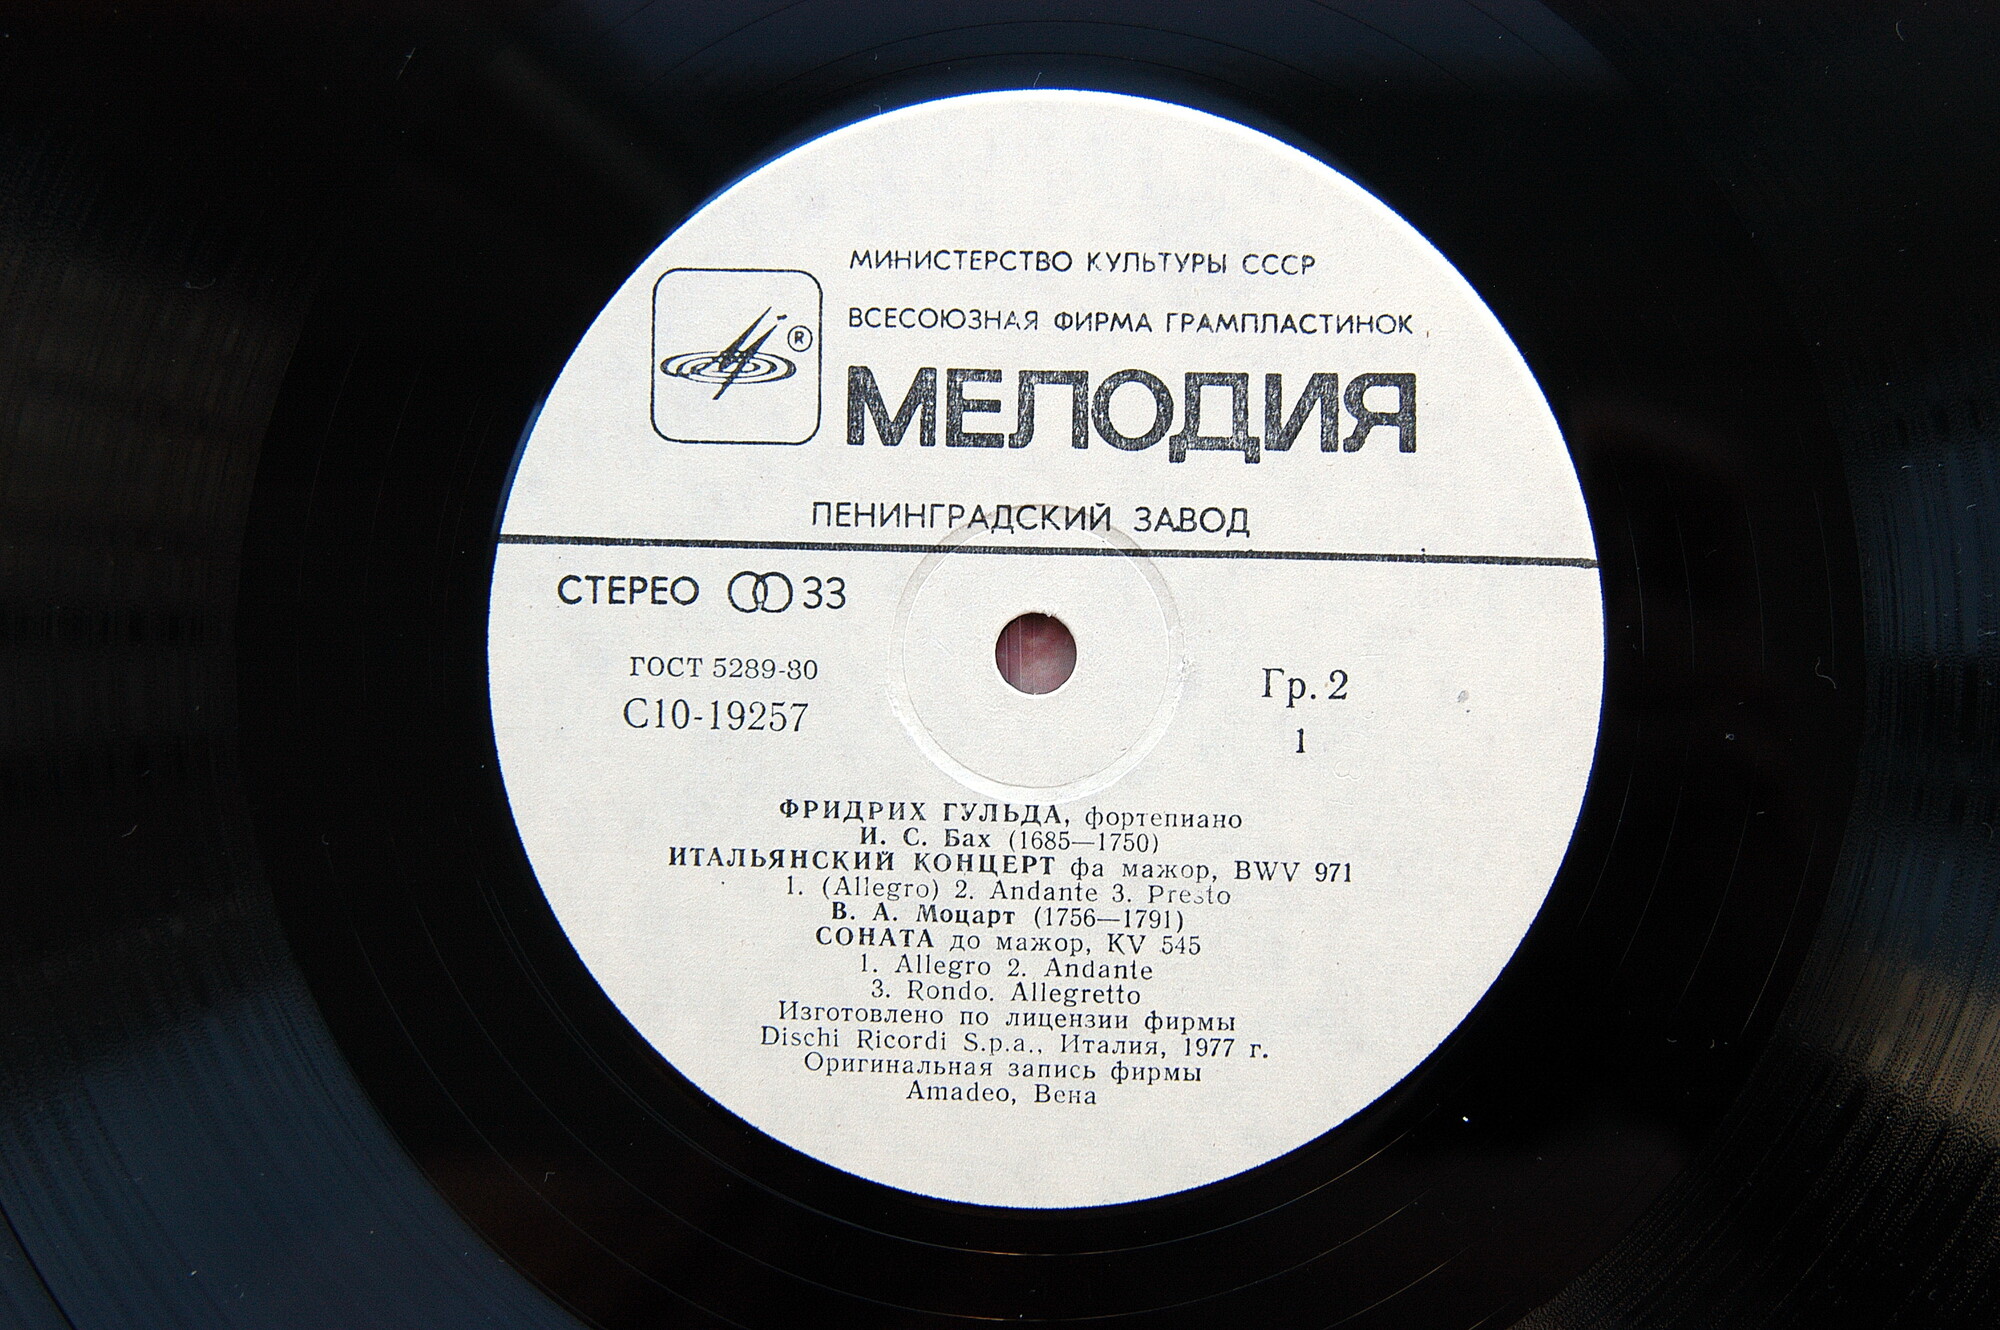 МИНИСТЕРСТВО КУЛЬТУРЫ СССР
ВСЕСОЮЗНАЯ ФИРМА ГРАМПЛАСТИНОК
®
МЕЛОДИЯ
ЛЕНИНГРАДСКИЙ ЗАВОД
СТЕРЕО 33
ГОСТ 5289-80
С10-19257
Гр. 2
1
ФРИДРИХ ГУЛЬДА, фортепиано
И. С. Бах (1685—1750)
ИТАЛЬЯНСКИЙ КОНЦЕРТ фа мажор, BWV 971
1. (Allegro) 2. Andante 3. Presto
В. А. Моцарт (1756—1791)
СОНАТА до мажор, KV 545
1. Allegro 2. Andante
3. Rondo. Allegretto
Изготовлено по лицензии фирмы
Dischi Ricordi S.p.a., Италия, 1977 г.
Оригинальная запись фирмы
Amadeo, Вена